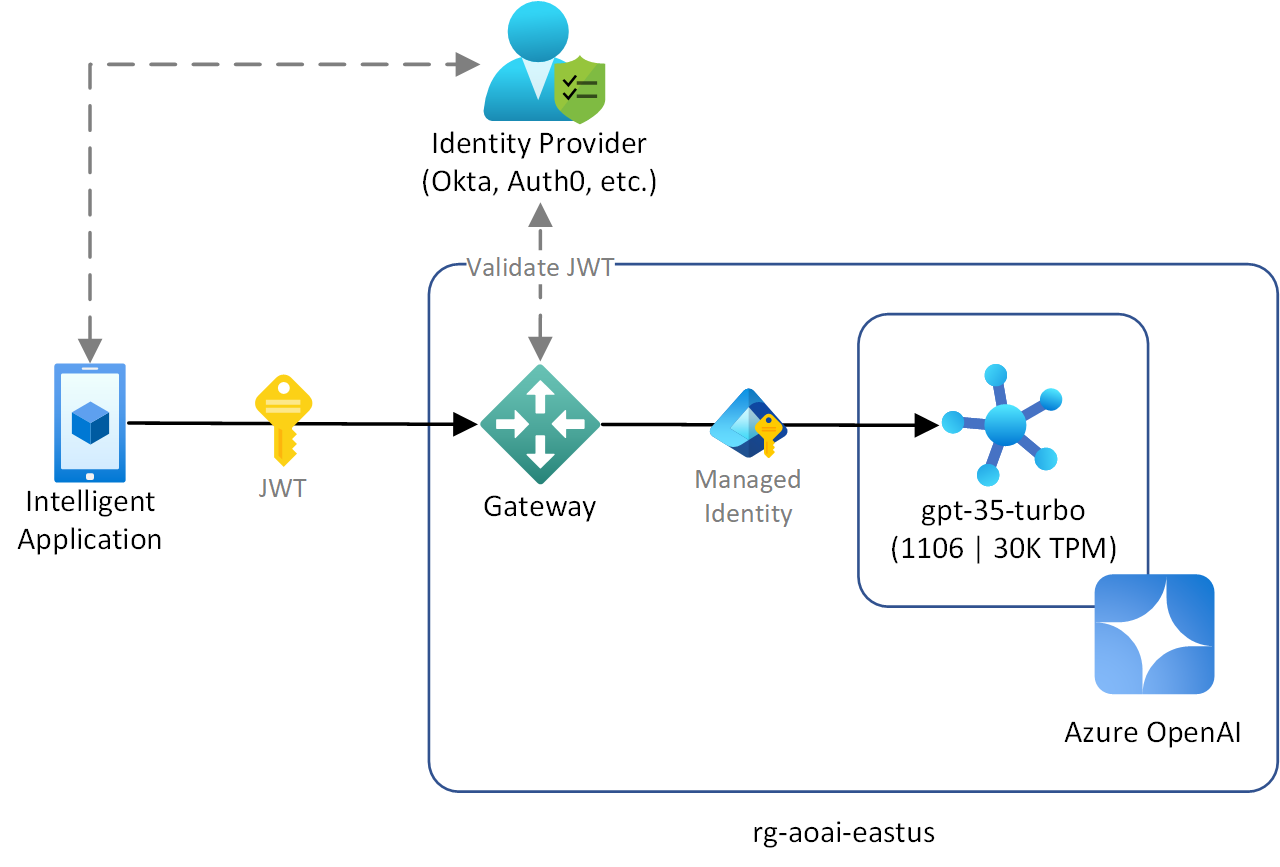 Identity Provider
(Okta, Auth0, etc.)
Validate JWT
Intelligent
Application
JWT
Gateway
Managed
Identity
gpt-35-turbo
(1106 | 30K TPM)
Azure OpenAI
rg-aoai-eastus